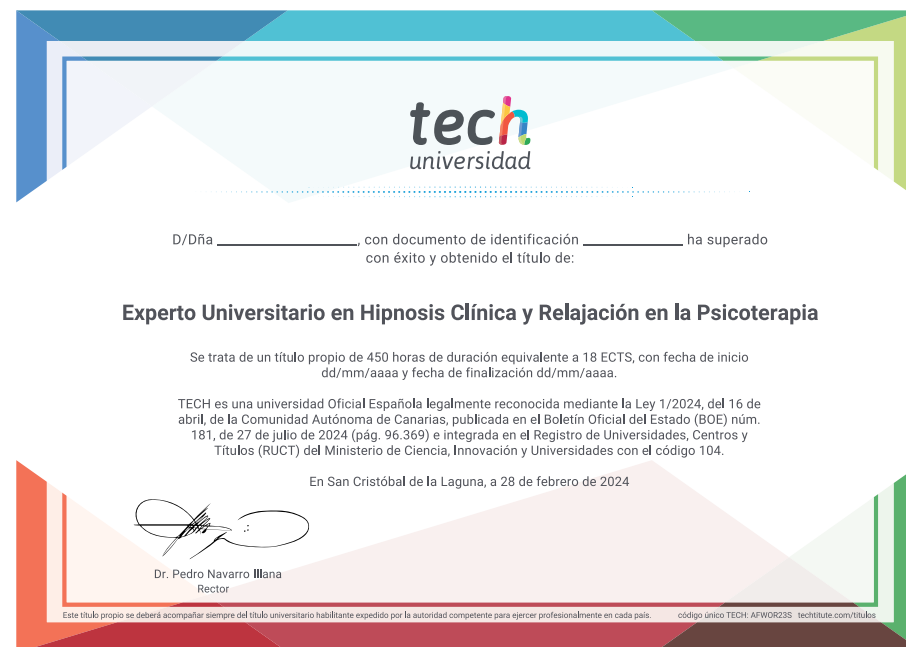 tech
universidad
D/Dña ____________________, con documento de identificación ______________ ha superado
con éxito y obtenido el título de:
Experto Universitario en Hipnosis Clínica y Relajación en la Psicoterapia
Se trata de un título propio de 450 horas de duración equivalente a 18 ECTS, con fecha de inicio
dd/mm/aaaa y fecha de finalización dd/mm/aaaa.
TECH es una universidad Oficial Española legalmente reconocida mediante la Ley 1/2024, del 16 de
abril, de la Comunidad Autónoma de Canarias, publicada en el Boletín Oficial del Estado (BOE) núm.
181, de 27 de julio de 2024 (pág. 96.369) e integrada en el Registro de Universidades, Centros y
Títulos (RUCT) del Ministerio de Ciencia, Innovación y Universidades con el código 104.
En San Cristóbal de la Laguna, a 28 de febrero de 2024
Dr. Pedro Navarro Illana
Rector
Este título propio se deberá acompañar siempre del título universitario habilitante expedido por la autoridad competente para ejercer profesionalmente en cada país. código único TECH: AFWOR23S techtitute.com/titulos